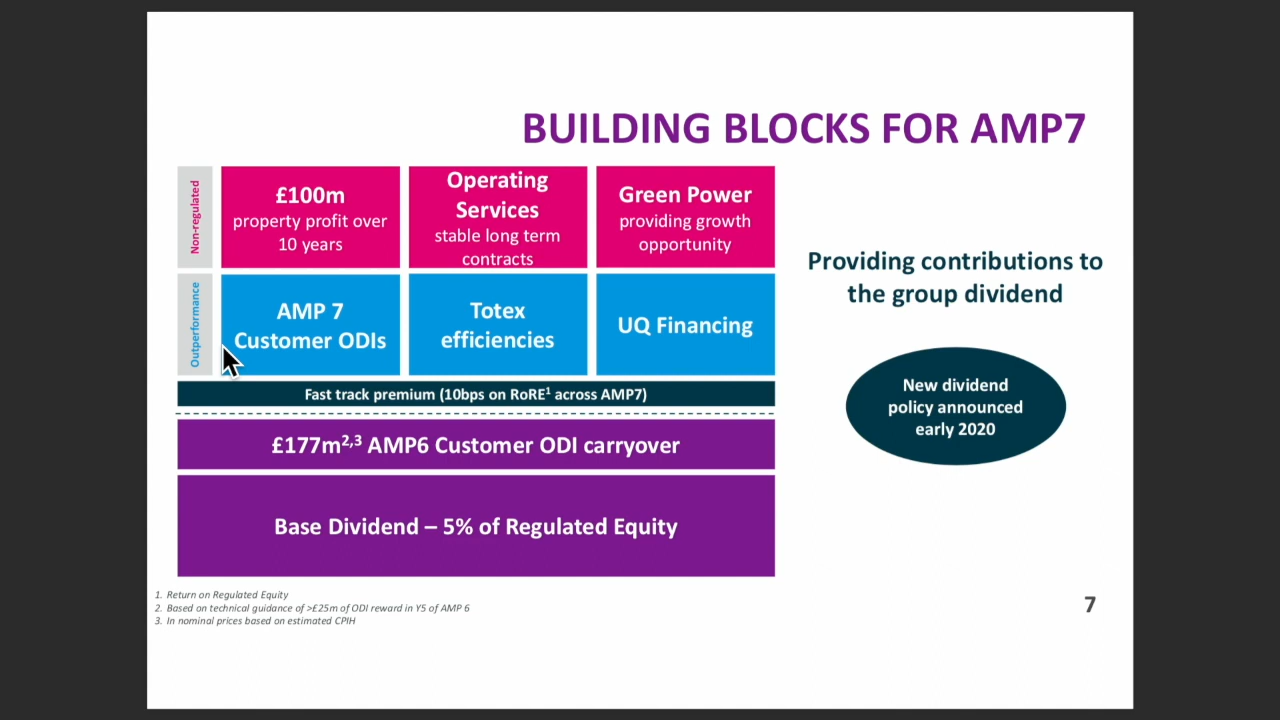 BUILDING BLOCKS FOR AMP7
Non-regulated
£100m
property profit over
10 years
Operating
Services
stable long term
contracts
Green Power
providing growth
opportunity
Outperformance
AMP 7
Customer ODIs
Totex
efficiencies
UQ Financing
Fast track premium (10bps on RoRE¹ across AMP7)
£177m²,³ AMP6 Customer ODI carryover
Base Dividend – 5% of Regulated Equity
Providing contributions to
the group dividend
New dividend
policy announced
early 2020
1. Return on Regulated Equity
2. Based on technical guidance of >£25m of ODI reward in Y5 of AMP 6
3. In nominal prices based on estimated CPIH
7